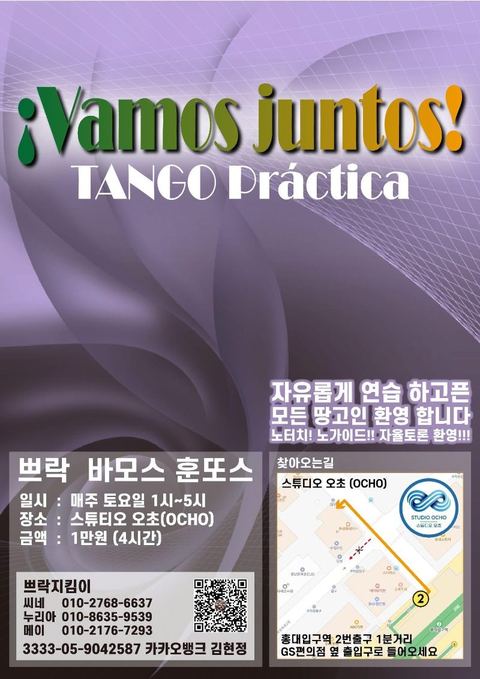 ¡Vamos juntos!
TANGO Práctica
자유롭게 연습 하고픈
모든 땅고인 환영 합니다
노터치! 노가이드!! 자율토론 환영!!!
쁘락 바모스 훈또스
일시 : 매주 토요일 1시~5시
장소 : 스튜티오 오초(OCHO)
금액 : 1만원 (4시간)
쁘락지킴이
씨네 010-2768-6637
누리아 010-8635-9539
메이 010-2176-7293
3333-05-9042587 카카오뱅크 김현정
찾아오는길
스튜디오 오초 (OCHO)
STUDIO OCHO
스튜디오 오초
2
홍대입구역 2번출구 1분거리
GS편의점 옆 출입구로 들어오세요